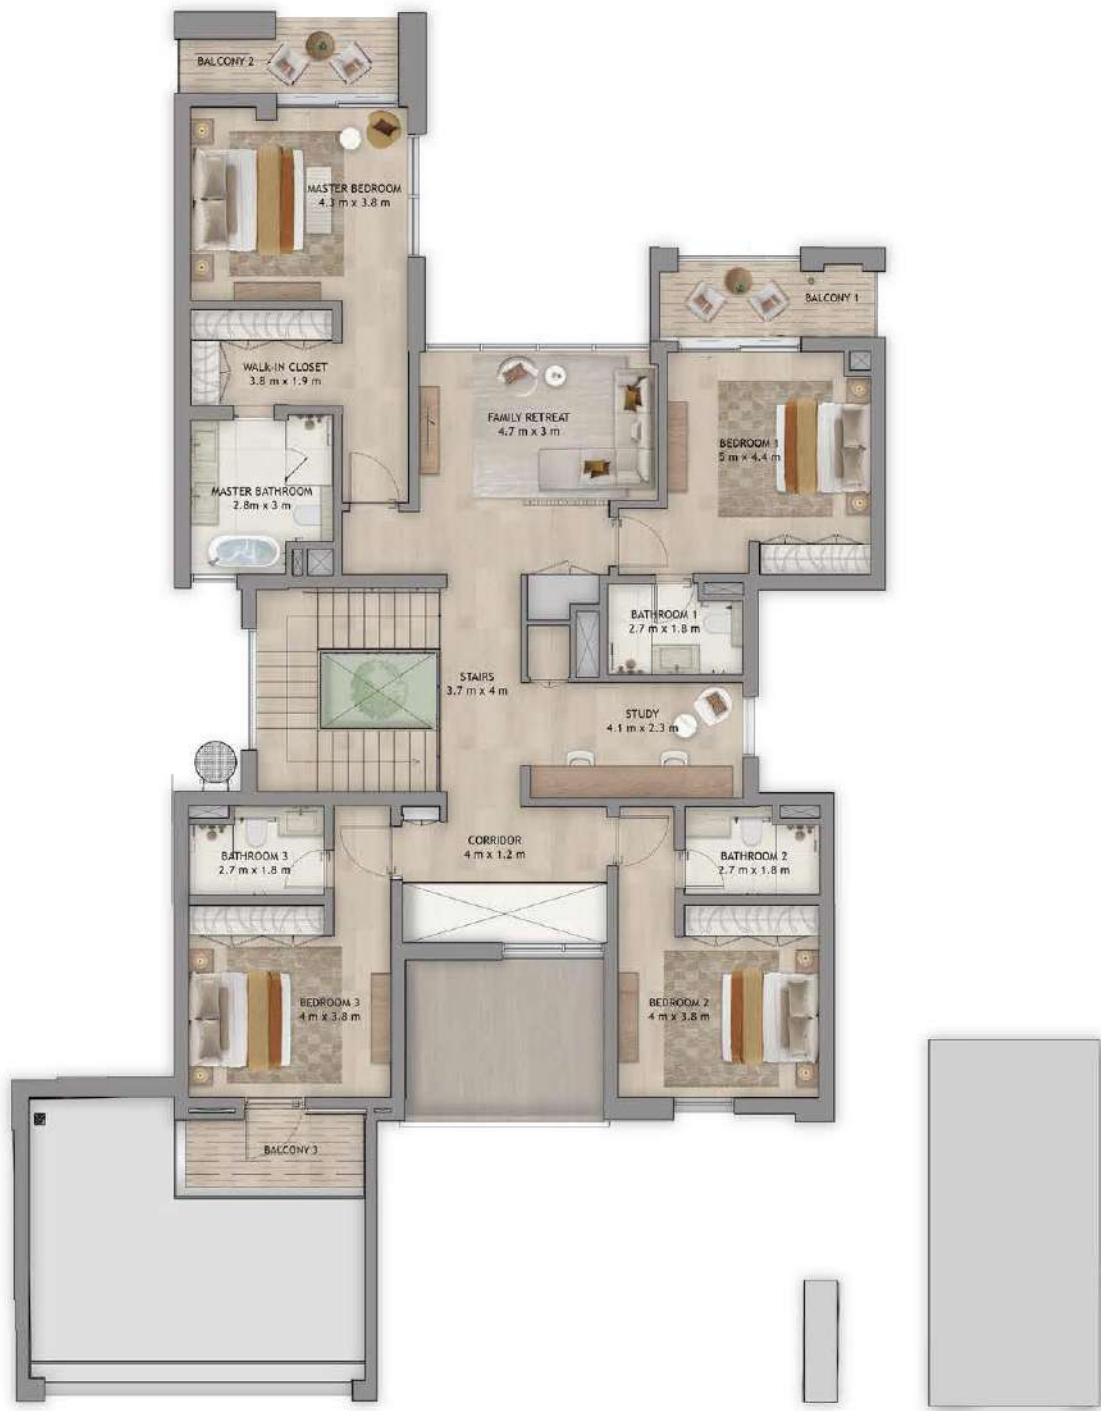 BALCONY 2
MASTER BEDROOM
4.3 m x 3.8 m
BALCONY 1
WALK-IN CLOSET
3.8 m x 1.9 m
FAMILY RETREAT
4.7 m x 3 m
BEDROOM 1
5 m x 4.4 m
MASTER BATHROOM
2.8m x 3 m
BATHROOM 1
2.7 m x 1.8 m
STAIRS
3.7 m x 4 m
STUDY
4.1 m x 2.3 m
CORRIDOR
4 m x 1.2 m
BATHROOM 3
2.7 m x 1.8 m
BATHROOM 2
2.7 m x 1.8 m
BEDROOM 3
4 m x 3.8 m
BEDROOM 2
4 m x 3.8 m
BALCONY 3